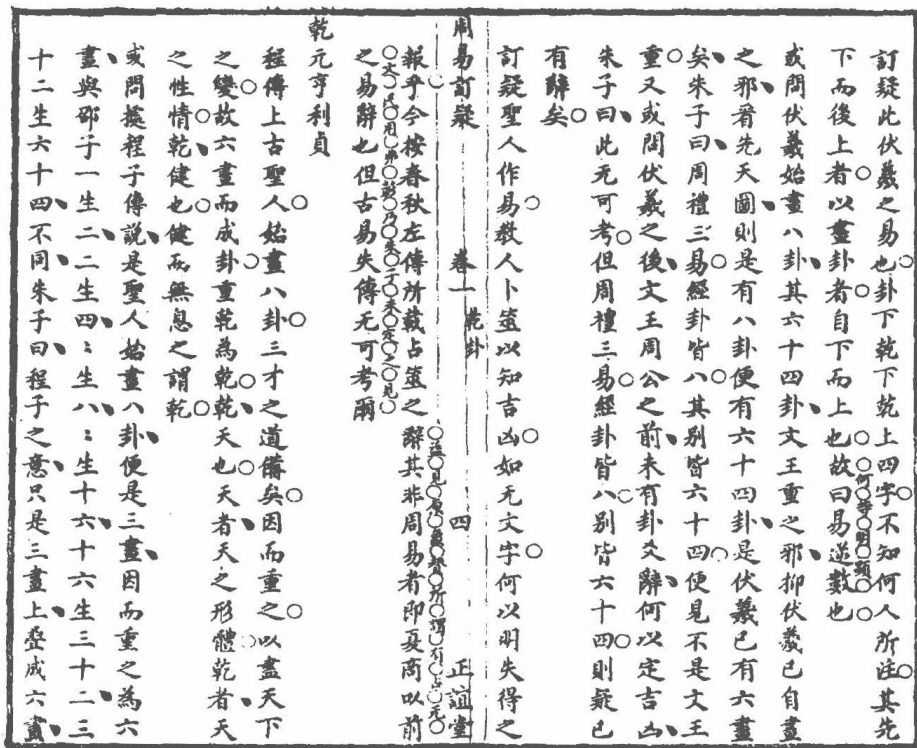 訂疑此伏羲之易也卦下乾下乾上四字不知何人所注其先
下而後上者以畫卦者自下而上也故曰易逆數也
何等明顯
或問伏羲始畫八卦其六十四卦文王重之邪抑伏羲已自畫
之邪看先天圖則是有八卦便有六十四卦是伏羲已有六畫
矣朱子曰周禮三易經卦皆八其别皆六十四便見不是文王
重又或問伏羲之後文王周公之前未有卦爻辭何以定吉凶
朱子曰此无可考但周禮三易經卦皆八别皆六十四則疑已
有辭矣
訂疑聖人作易教人卜筮以知吉凶如无文字何以明失得之
周易訂疑
卷一 乾卦
四
正誼堂
報乎今按春秋左傳所載占筮之辭其非周易者即夏商以前
之易辭也但古易失傳无可考爾
乾元亨利貞
程傳上古聖人始畫八卦三才之道備矣因而重之以盡天下
之變故六畫而成卦重乾為乾乾天也天者天之形體乾者天
之性情乾健也健而無息之謂乾
或問據程子傳說是聖人始畫八卦便是三畫因而重之為六
畫與邵子一生二二生四〻生八〻生十六十六生三十二三
十二生六十四不同朱子曰程子之意只是三畫上疊成六畫